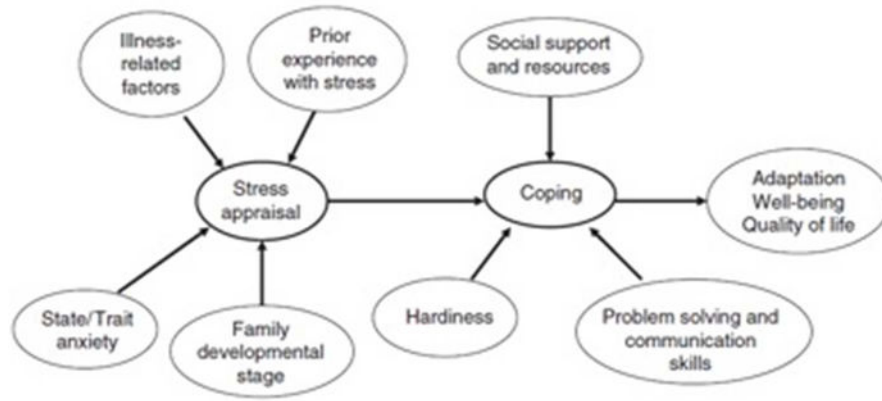 Illness-
related
factors
Prior
experience
with stress
Social support
and resources
Stress
appraisal
Coping
Adaptation
Well-being
Quality of life
State/Trait
anxiety
Family
developmental
stage
Hardiness
Problem solving and
communication
skills